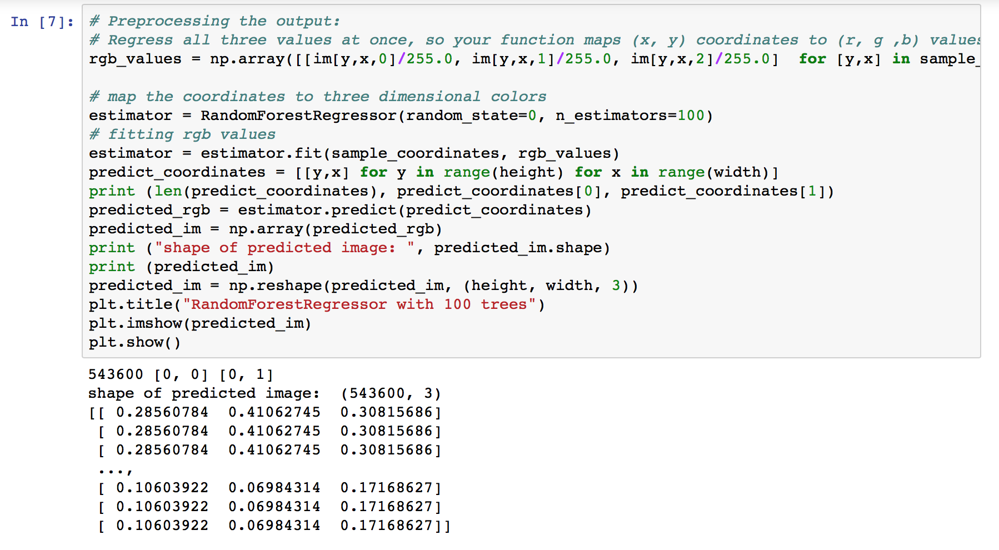 In [7]:
# Preprocessing the output:
# Regress all three values at once, so your function maps (x, y) coordinates to (r, g ,b) values
rgb_values = np.array([[im[y,x,0]/255.0, im[y,x,1]/255.0, im[y,x,2]/255.0]  for [y,x] in sample_
# map the coordinates to three dimensional colors
estimator = RandomForestRegressor(random_state=0, n_estimators=100)
# fitting rgb values
estimator = estimator.fit(sample_coordinates, rgb_values)
predict_coordinates = [[y,x] for y in range(height) for x in range(width)]
print (len(predict_coordinates), predict_coordinates[0], predict_coordinates[1])
predicted_rgb = estimator.predict(predict_coordinates)
predicted_im = np.array(predicted_rgb)
print ("shape of predicted image: ", predicted_im.shape)
print (predicted_im)
predicted_im = np.reshape(predicted_im, (height, width, 3))
plt.title("RandomForestRegressor with 100 trees")
plt.imshow(predicted_im)
plt.show()
543600 [0, 0] [0, 1]
shape of predicted image:  (543600, 3)
[[ 0.28560784  0.41062745  0.30815686]
 [ 0.28560784  0.41062745  0.30815686]
 [ 0.28560784  0.41062745  0.30815686]
 ...,
 [ 0.10603922  0.06984314  0.17168627]
 [ 0.10603922  0.06984314  0.17168627]
 [ 0.10603922  0.06984314  0.17168627]]